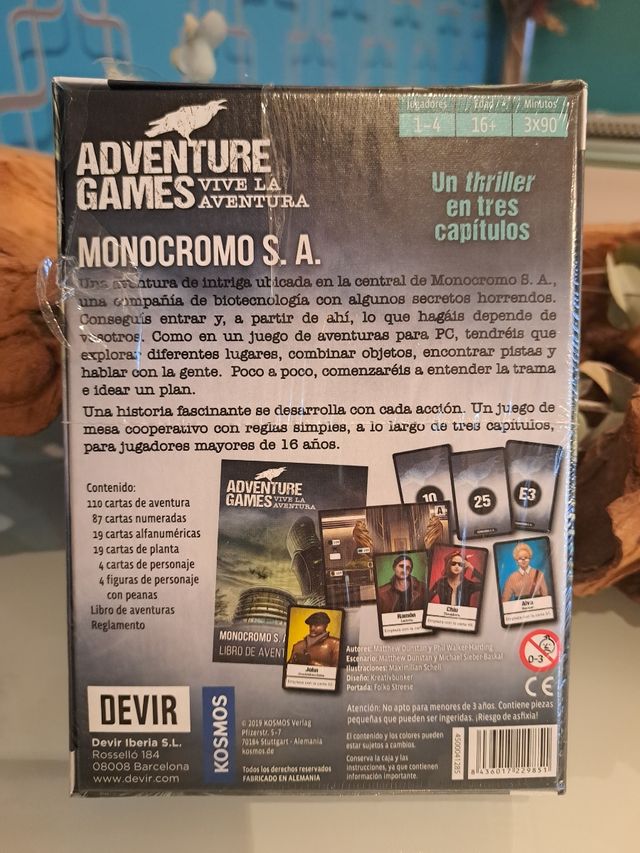 Jugadores Edad Minutos
1-4 16+ 3X90
ADVENTURE
GAMES VIVE LA
AVENTURA
Un thriller
en tres
capítulos
MONOCROMO S. A.
Una aventura de intriga ubicada en la central de Monocromo S. A.,
una compañía de biotecnología con algunos secretos horrendos.
Conseguís entrar y, a partir de ahí, lo que hagáis depende de
vosotros. Como en un juego de aventuras para PC, tendréis que
explorar diferentes lugares, combinar objetos, encontrar pistas y
hablar con la gente. Poco a poco, comenzaréis a entender la trama
e idear un plan.
Una historia fascinante se desarrolla con cada acción. Un juego de
mesa cooperativo con reglas simples, a lo largo de tres capítulos,
para jugadores mayores de 16 años.
Contenido:
110 cartas de aventura
87 cartas numeradas
19 cartas alfanuméricas
19 cartas de planta
4 cartas de personaje
4 figuras de personaje
con peanas
Libro de aventuras
Reglamento
ADVENTURE
GAMES VIVE LA
AVENTURA
MONOCROMO S.
LIBRO DE AVENT
10
25
E3
A
John
Ramón
Chiu
Alva
0-3
CE
Autores: Matthew Dunstan y Phil Walker-Harding
Escenario: Matthew Dunstan y Michael Sieber-Baskal
Ilustraciones: Maximilian Schell
Diseño: Kreativbunker
Portada: Folko Streese
Atención: No apto para menores de 3 años. Contiene piezas
pequeñas que pueden ser ingeridas. ¡Riesgo de asfixia!
DEVIR
Devir Iberia S.L.
Rosselló 184
08008 Barcelona
www.devir.com
KOSMOS
© 2019 KOSMOS Verlag
Pfizerstr. 5-7
70184 Stuttgart - Alemania
kosmos.de
Todos los derechos reservados
FABRICADO EN ALEMANIA
El contenido y los colores pueden
estar sujetos a cambios.
Conserva la caja y las
instrucciones, ya que contienen
información importante.
4500041285
8 436017 229851